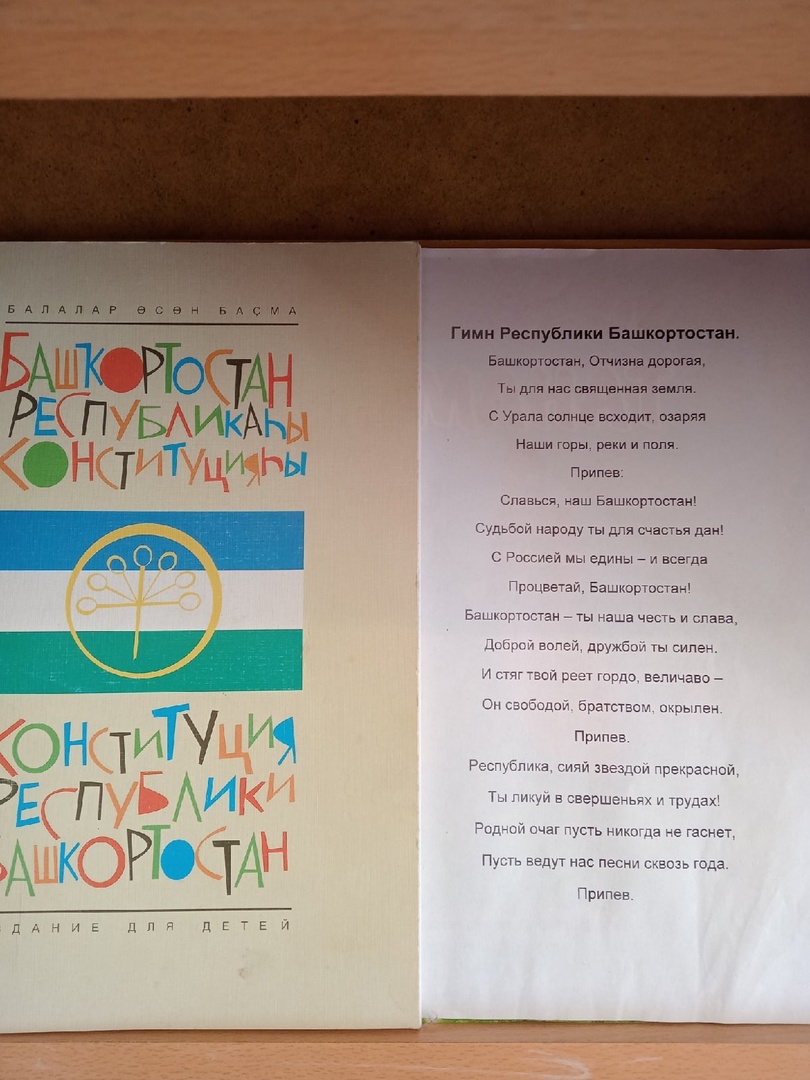 БАЛАЛАР ӨСӨН БАҪМА
БАШҠОРТОСТАН
РЕСПУБЛИКАҺЫ
КОНСТИТУЦИЯҺЫ
КОНСТИТУЦИЯ
РЕСПУБЛИКИ
БАШКОРТОСТАН
ЗДАНИЕ ДЛЯ ДЕТЕЙ
Гимн Республики Башкортостан.
Башкортостан, Отчизна дорогая,
Ты для нас священная земля.
С Урала солнце всходит, озаряя
Наши горы, реки и поля.
Припев:
Славься, наш Башкортостан!
Судьбой народу ты для счастья дан!
С Россией мы едины – и всегда
Процветай, Башкортостан!
Башкортостан – ты наша честь и слава,
Доброй волей, дружбой ты силен.
И стяг твой реет гордо, величаво –
Он свободой, братством, окрылен.
Припев.
Республика, сияй звездой прекрасной,
Ты ликуй в свершеньях и трудах!
Родной очаг пусть никогда не гаснет,
Пусть ведут нас песни сквозь года.
Припев.